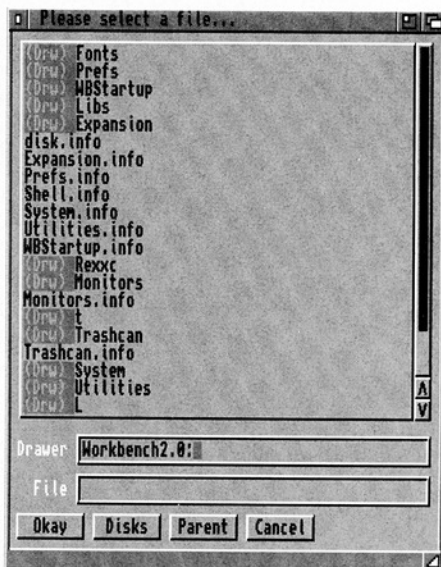 Please select a file...
(Drw) Fonts
(Drw) Prefs
(Drw) WBStartup
(Drw) Libs
(Drw) Expansion
disk.info
Expansion.info
Prefs.info
Shell.info
System.info
Utilities.info
WBStartup.info
(Drw) Rexxc
(Drw) Monitors
Monitors.info
(Drw) t
(Drw) Trashcan
Trashcan.info
(Drw) System
(Drw) Utilities
(Drw) L
Drawer Workbench2.0:
File
Okay Disks Parent Cancel